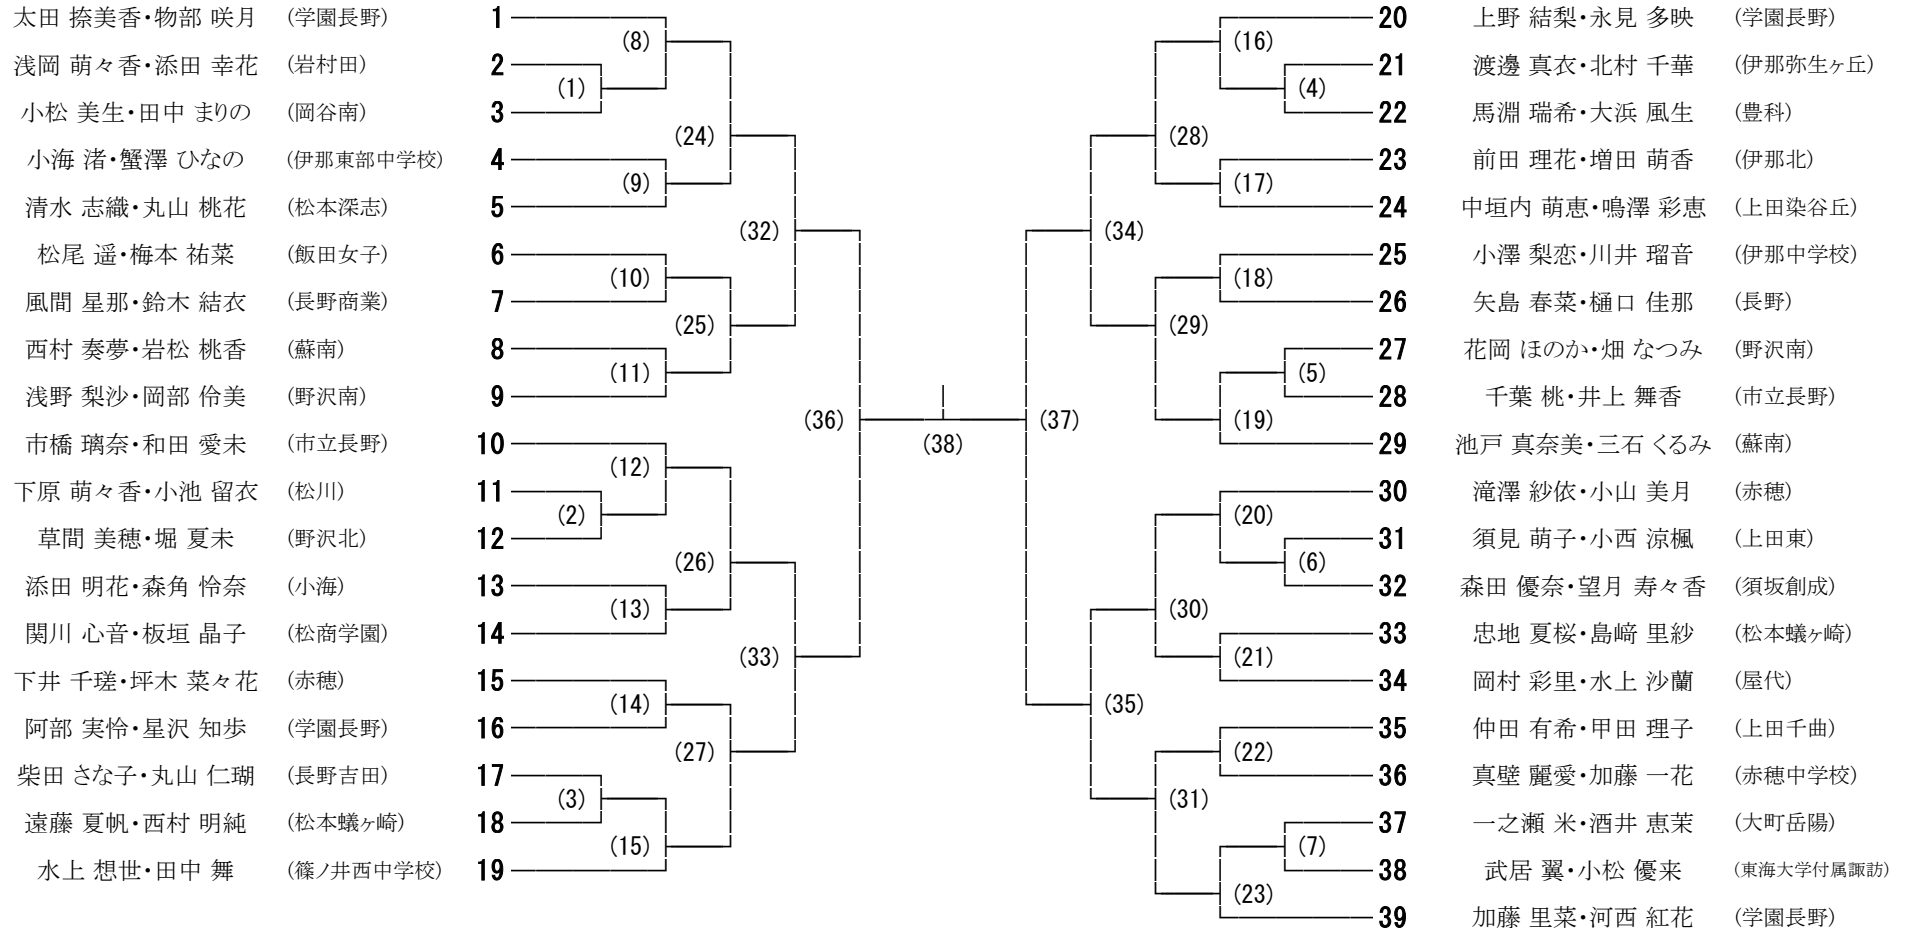 太田 捺美香・物部 咲月 (学園長野) 1
(8)
浅岡 萌々香・添田 幸花 (岩村田) 2
(1)
小松 美生・田中 まりの (岡谷南) 3
(24)
小海 渚・蟹澤 ひなの (伊那東部中学校) 4
(9)
清水 志織・丸山 桃花 (松本深志) 5
(32)
松尾 遥・梅本 祐菜 (飯田女子) 6
(10)
風間 星那・鈴木 結衣 (長野商業) 7
(25)
西村 奏夢・岩松 桃香 (蘇南) 8
(11)
浅野 梨沙・岡部 伶美 (野沢南) 9
(36)
市橋 璃奈・和田 愛未 (市立長野) 10
(12)
下原 萌々香・小池 留衣 (松川) 11
(2)
草間 美穂・堀 夏未 (野沢北) 12
(26)
添田 明花・森角 怜奈 (小海) 13
(13)
関川 心音・板垣 晶子 (松商学園) 14
(33)
下井 千瑳・坪木 菜々花 (赤穂) 15
(14)
阿部 実怜・星沢 知歩 (学園長野) 16
(27)
柴田 さな子・丸山 仁瑚 (長野吉田) 17
(3)
遠藤 夏帆・西村 明純 (松本蟻ヶ崎) 18
(15)
水上 想世・田中 舞 (篠ノ井西中学校) 19
(38)
20 上野 結梨・永見 多映 (学園長野)
(16)
21 渡邊 真衣・北村 千華 (伊那弥生ヶ丘)
(4)
22 馬淵 瑞希・大浜 風生 (豊科)
(28)
23 前田 理花・増田 萌香 (伊那北)
(17)
24 中垣内 萌恵・鳴澤 彩恵 (上田染谷丘)
(34)
25 小澤 梨恋・川井 瑠音 (伊那中学校)
(18)
26 矢島 春菜・樋口 佳那 (長野)
(29)
27 花岡 ほのか・畑 なつみ (野沢南)
(5)
28 千葉 桃・井上 舞香 (市立長野)
(19)
(37)
29 池戸 真奈美・三石 くるみ (蘇南)
30 滝澤 紗依・小山 美月 (赤穂)
(20)
31 須見 萌子・小西 涼楓 (上田東)
(6)
32 森田 優奈・望月 寿々香 (須坂創成)
(30)
33 忠地 夏桜・島﨑 里紗 (松本蟻ヶ崎)
(21)
34 岡村 彩里・水上 沙蘭 (屋代)
(35)
35 仲田 有希・甲田 理子 (上田千曲)
(22)
36 真壁 麗愛・加藤 一花 (赤穂中学校)
(31)
37 一之瀬 米・酒井 恵茉 (大町岳陽)
(7)
38 武居 翼・小松 優来 (東海大学付属諏訪)
(23)
39 加藤 里菜・河西 紅花 (学園長野)